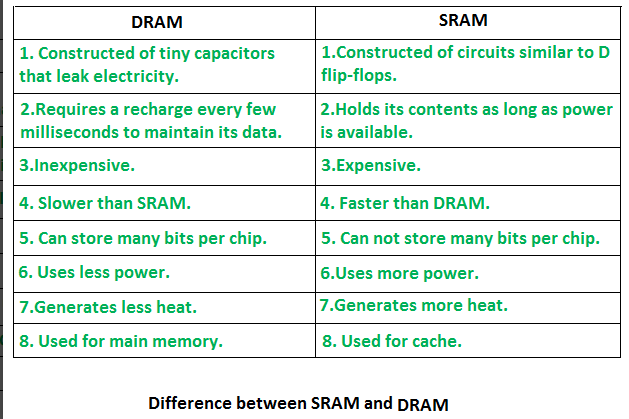 DRAM SRAM
1. Constructed of tiny capacitors
that leak electricity.
1.Constructed of circuits similar to D
flip-flops.
2.Requires a recharge every few
milliseconds to maintain its data.
2.Holds its contents as long as power
is available.
3.Inexpensive.
3.Expensive.
4. Slower than SRAM.
4. Faster than DRAM.
5. Can store many bits per chip.
5. Can not store many bits per chip.
6. Uses less power.
6.Uses more power.
7.Generates less heat.
7.Generates more heat.
8. Used for main memory.
8. Used for cache.
Difference between SRAM and DRAM